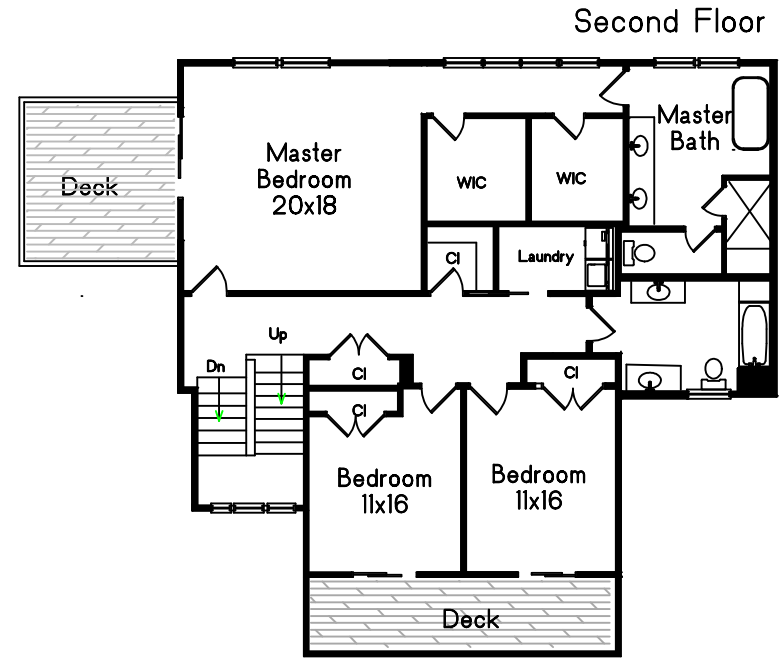 Second Floor
Master
Bath
Master
Bedroom
20x18
WIC
WIC
Deck
Cl
Laundry
Up
Dn
Cl
Cl
Cl
Bedroom
11x16
Bedroom
11x16
Deck